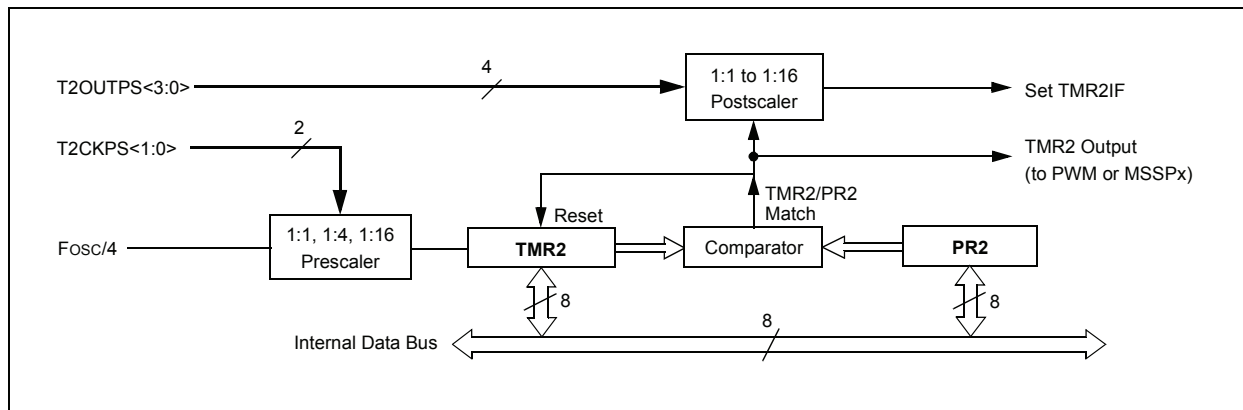 T2OUTPS<3:0>
4
1:1 to 1:16
Postscaler
Set TMR2IF
T2CKPS<1:0>
2
TMR2 Output
(to PWM or MSSPx)
TMR2/PR2
Match
Reset
FOSC/4
1:1, 1:4, 1:16
Prescaler
TMR2
Comparator
PR2
8
8
Internal Data Bus
8